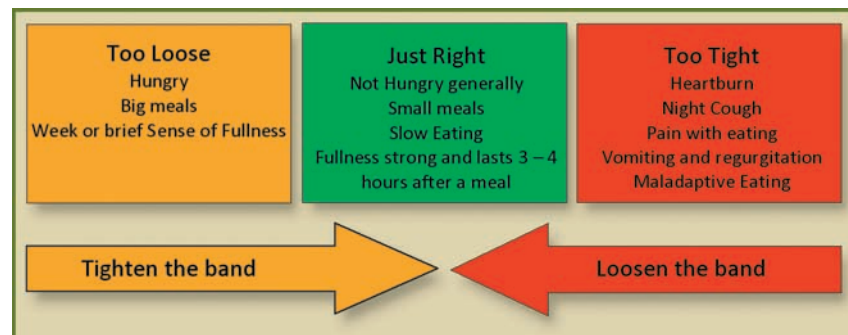 Too Loose
Hungry
Big meals
Week or brief Sense of Fullness
Just Right
Not Hungry generally
Small meals
Slow Eating
Fullness strong and lasts 3 – 4
hours after a meal
Too Tight
Heartburn
Night Cough
Pain with eating
Vomiting and regurgitation
Maladaptive Eating
Tighten the band
Loosen the band